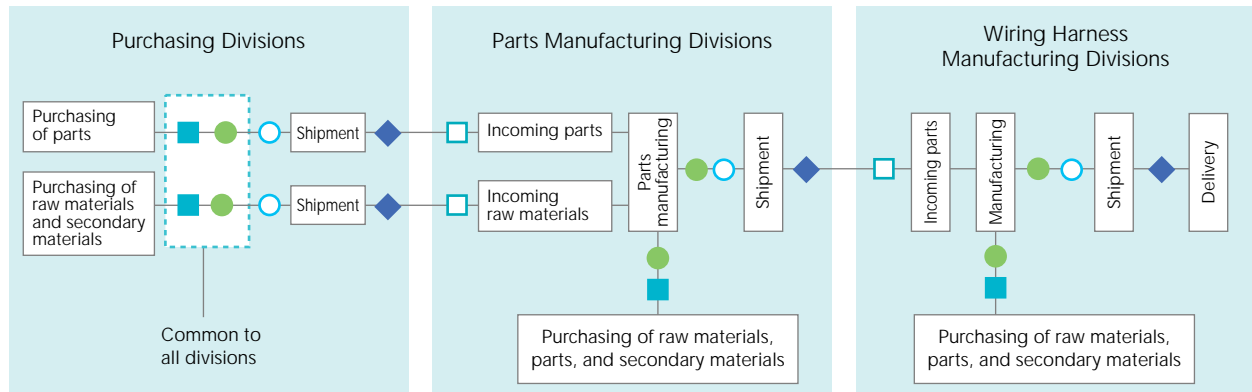 Purchasing Divisions
Purchasing
of parts
Shipment
Purchasing of
raw materials
and secondary
materials
Shipment
Common to
all divisions
Parts Manufacturing Divisions
Incoming parts
Incoming
raw materials
Parts
manufacturing
Shipment
Purchasing of raw materials,
parts, and secondary materials
Wiring Harness
Manufacturing Divisions
Incoming parts
Manufacturing
Shipment
Delivery
Purchasing of raw materials,
parts, and secondary materials